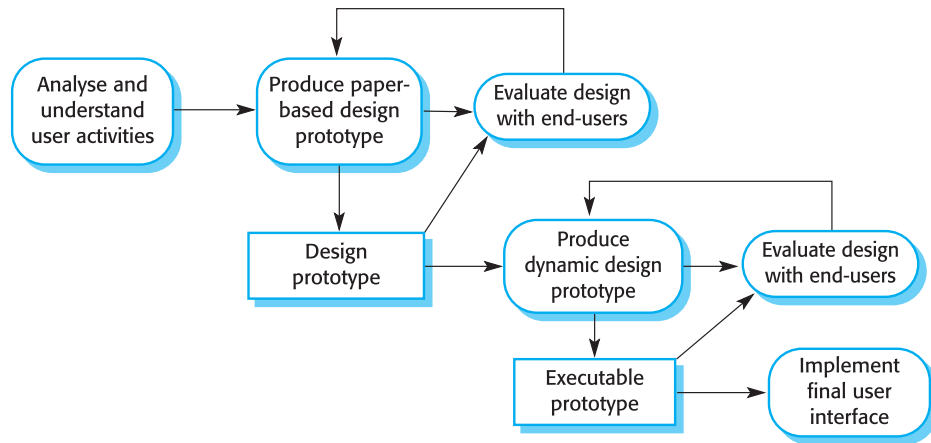 Analyse and
understand
user activities
Produce paper-
based design
prototype
Evaluate design
with end-users
Design
prototype
Produce
dynamic design
prototype
Evaluate design
with end-users
Executable
prototype
Implement
final user
interface